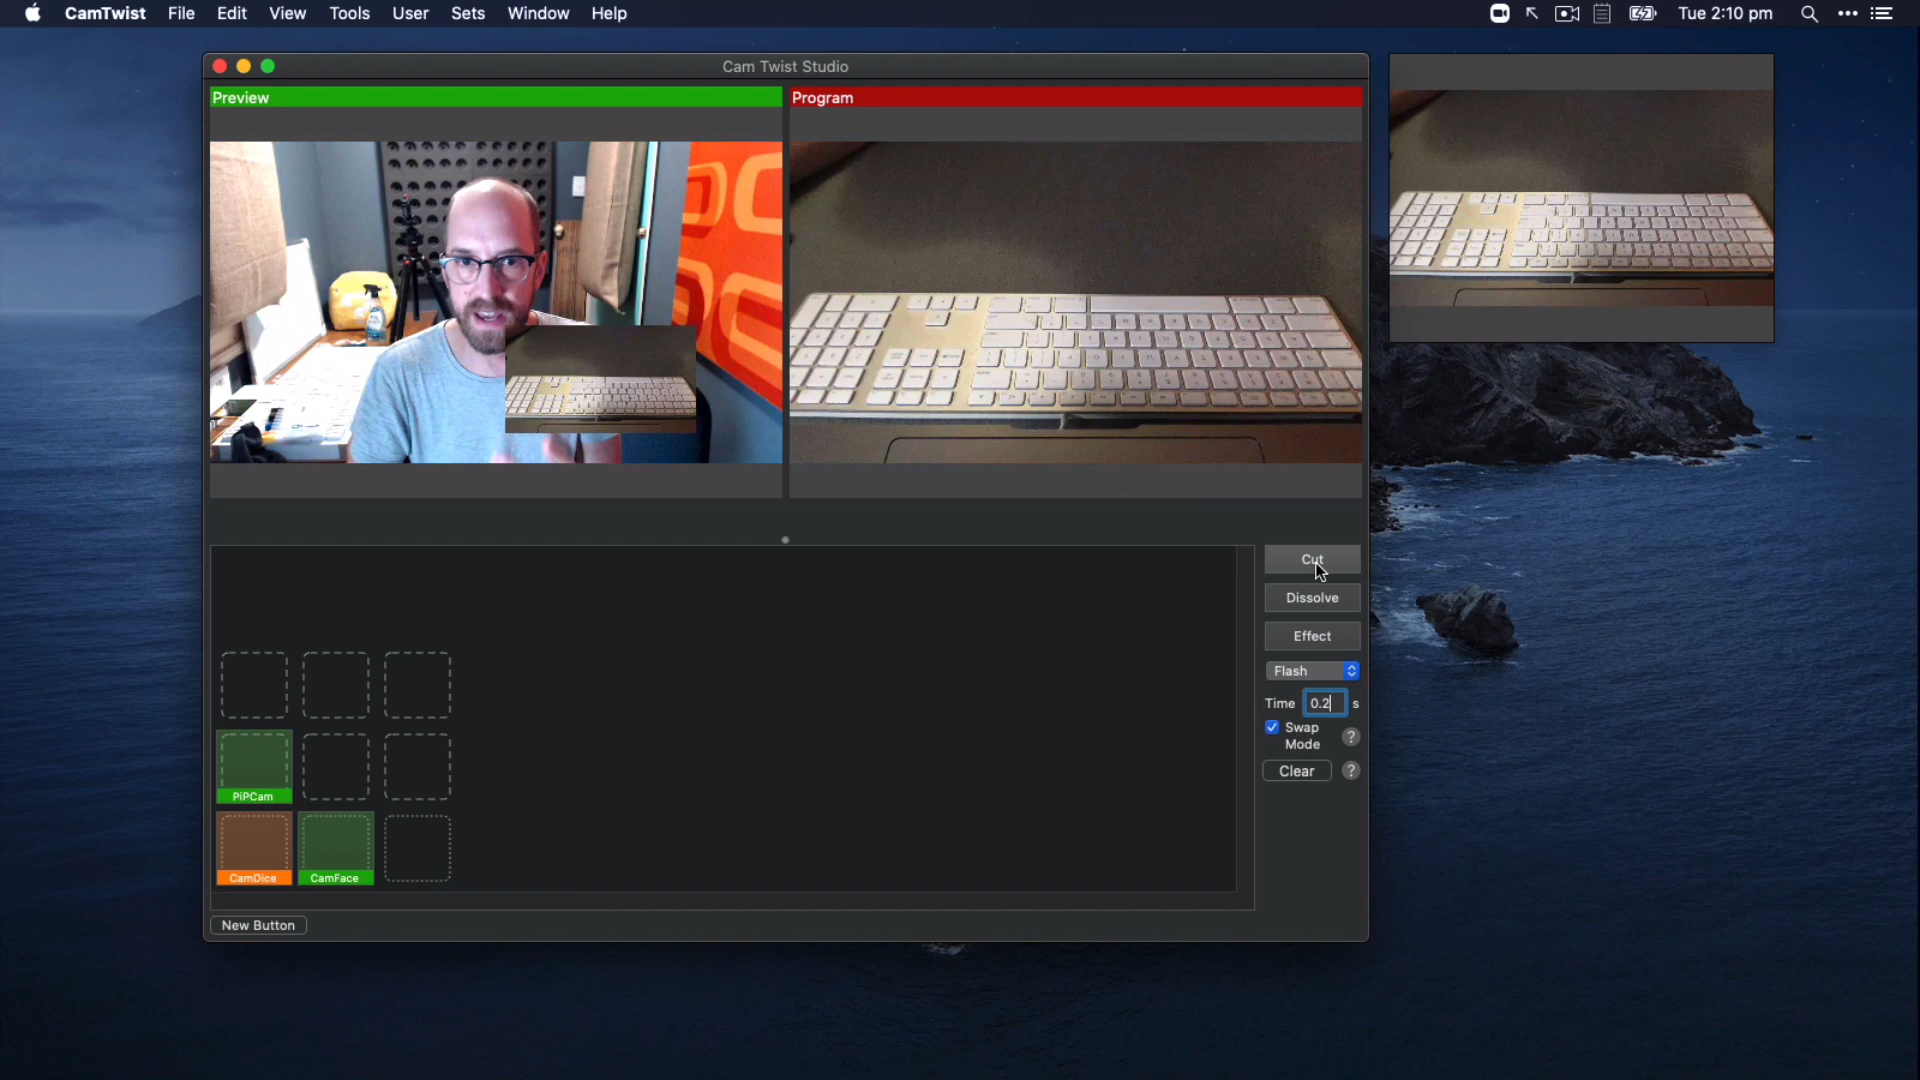 CamTwist File Edit View Tools User Sets Window Help
Tue 2:10 pm
Cam Twist Studio
Preview
Program
Cut
Dissolve
Effect
Flash
Time 0.2 s
Swap Mode ?
Clear ?
PiPCam
CamDice
CamFace
New Button